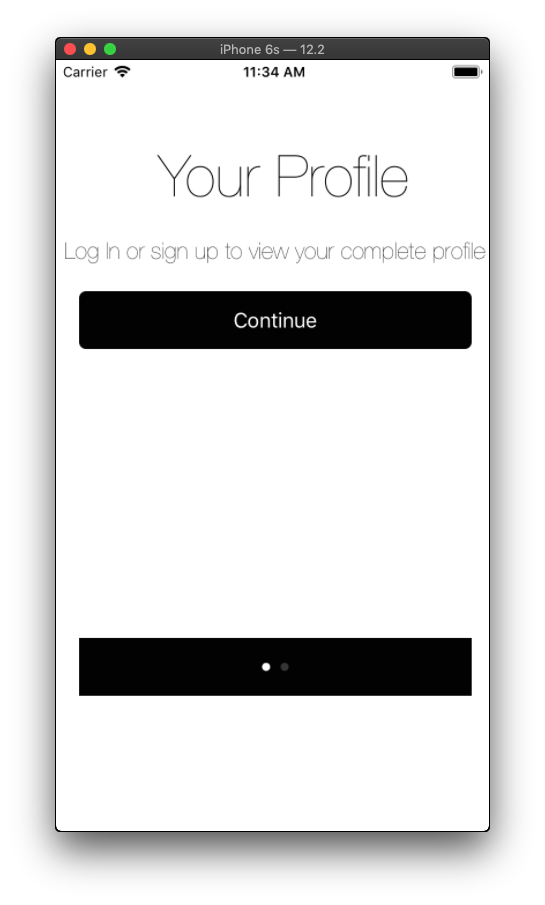 iPhone 6s — 12.2
Carrier 11:34 AM
Your Profile
Log In or sign up to view your complete profile
Continue